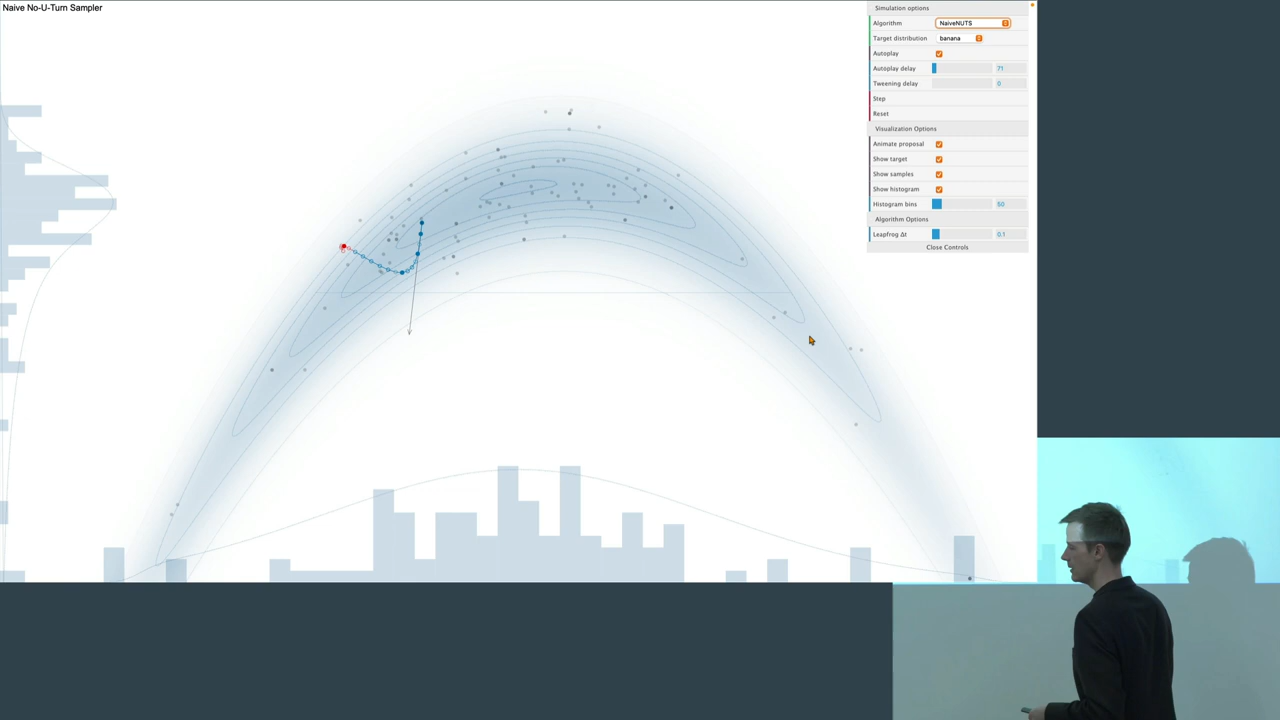 Naive No-U-Turn Sampler
Simulation options
Algorithm NaiveNUTS
Target distribution banana
Autoplay
Autoplay delay 71
Tweening delay 0
Step
Reset
Visualization Options
Animate proposal
Show target
Show samples
Show histogram
Histogram bins 50
Algorithm Options
Leapfrog Δt 0.1
Close Controls